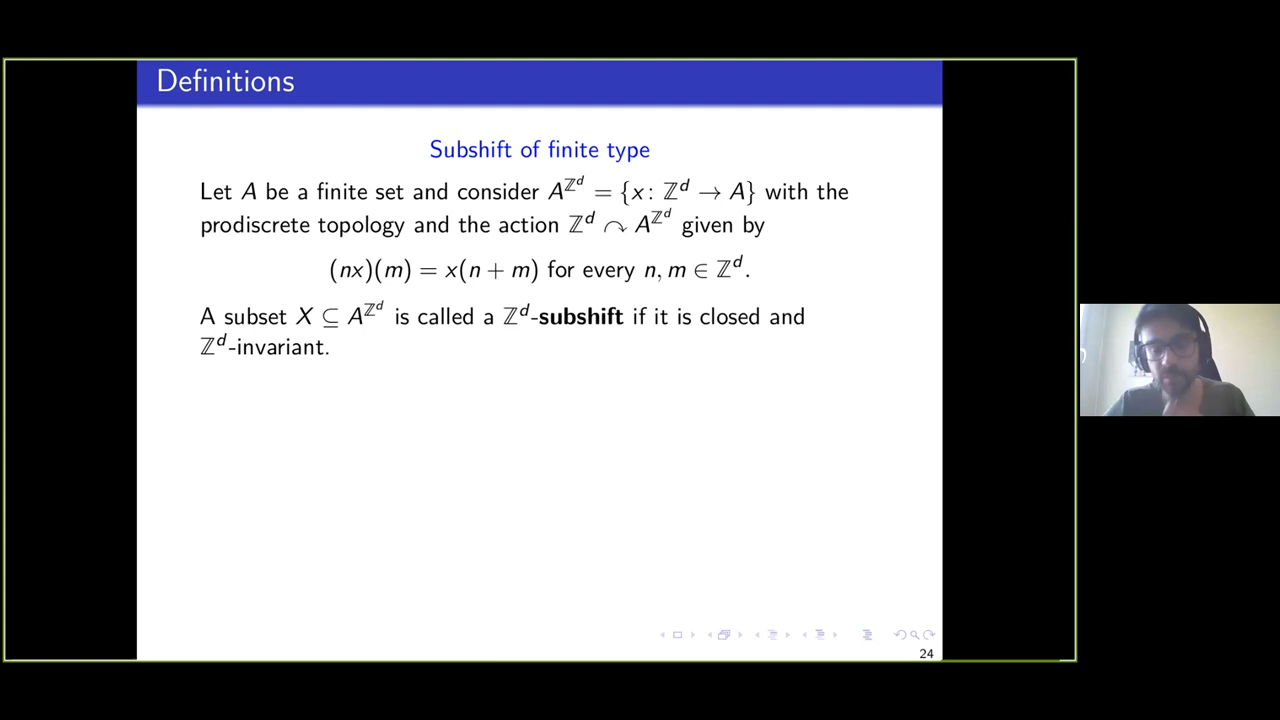 Definitions
Subshift of finite type
Let A be a finite set and consider A^{ℤ^d} = {x: ℤ^d → A} with the
prodiscrete topology and the action ℤ^d ↷ A^{ℤ^d} given by
(nx)(m) = x(n + m) for every n, m ∈ ℤ^d.
A subset X ⊆ A^{ℤ^d} is called a ℤ^d-subshift if it is closed and
ℤ^d-invariant.
24